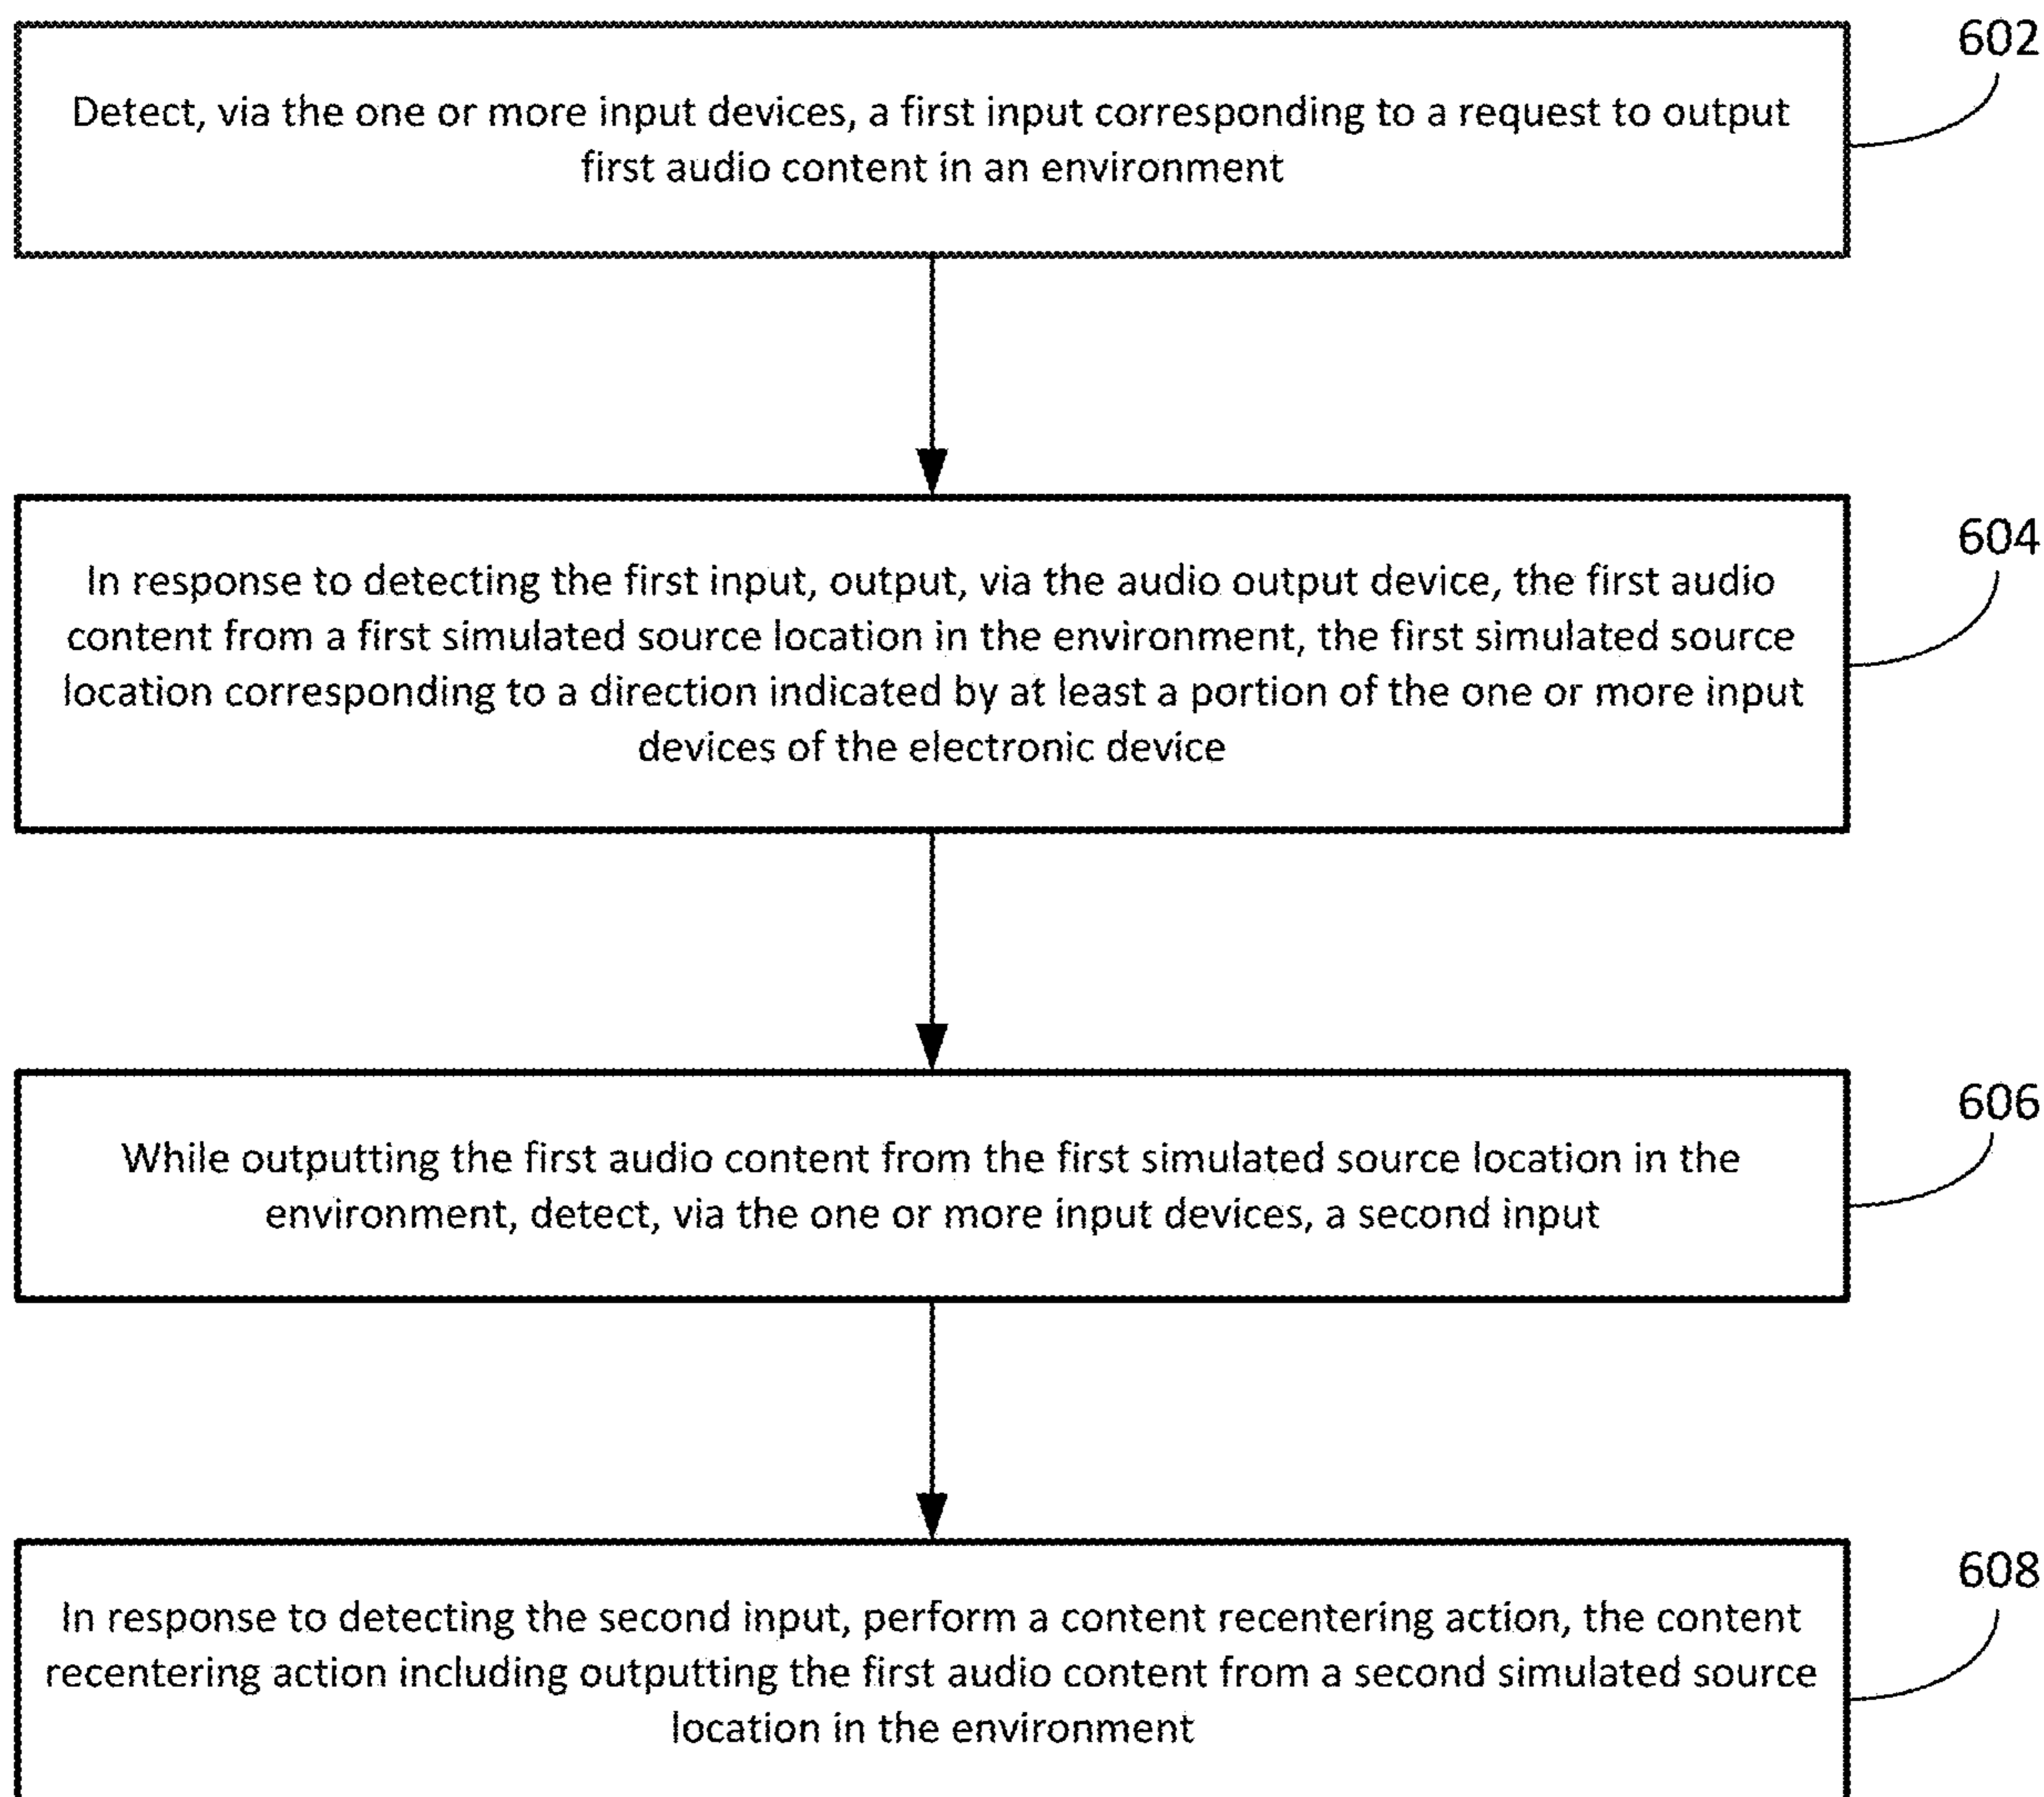 602
Detect, via the one or more input devices, a first input corresponding to a request to output
first audio content in an environment
604
In response to detecting the first input, output, via the audio output device, the first audio
content from a first simulated source location in the environment, the first simulated source
location corresponding to a direction indicated by at least a portion of the one or more input
devices of the electronic device
606
While outputting the first audio content from the first simulated source location in the
environment, detect, via the one or more input devices, a second input
608
In response to detecting the second input, perform a content recentering action, the content
recentering action including outputting the first audio content from a second simulated source
location in the environment